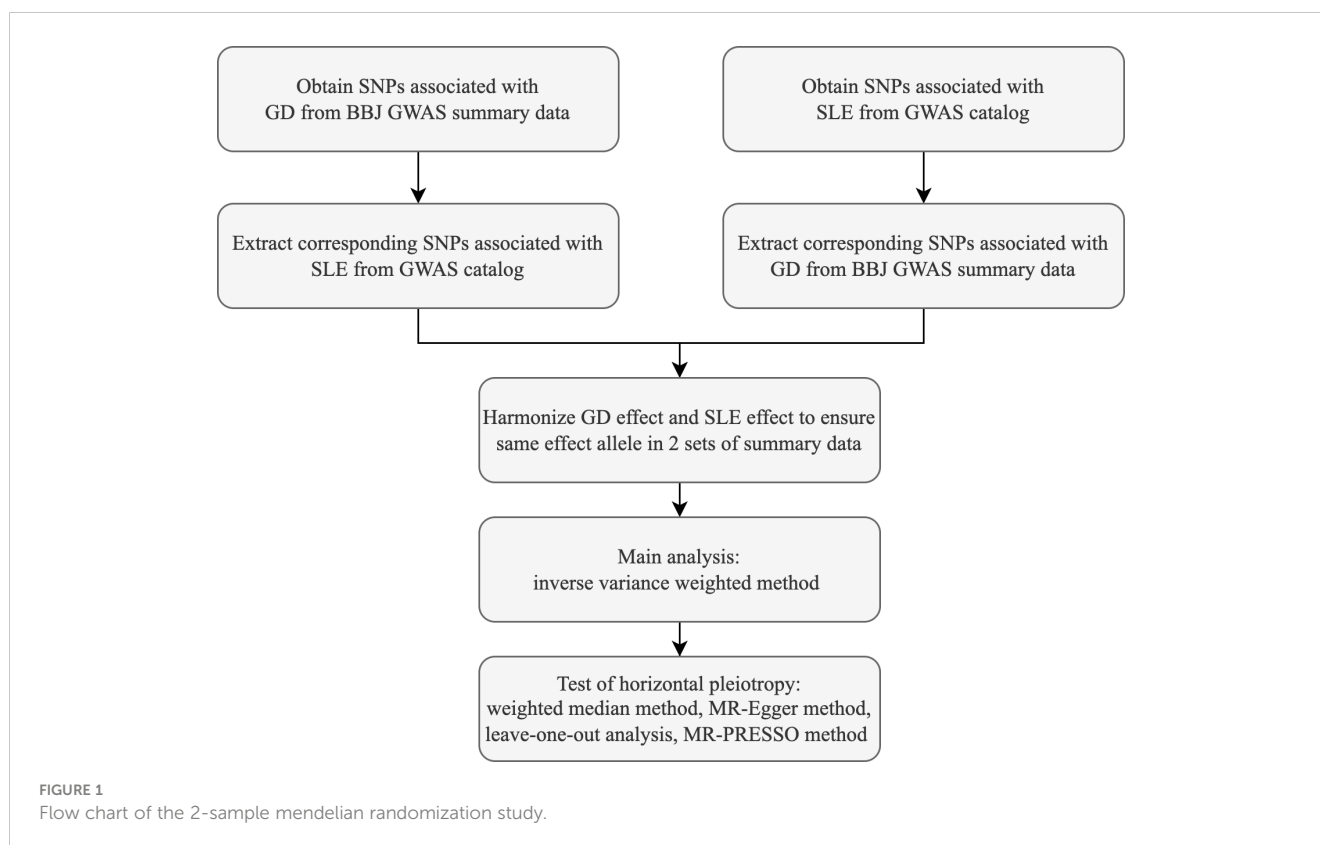 Obtain SNPs associated with
GD from BBJ GWAS summary data
Obtain SNPs associated with
SLE from GWAS catalog
Extract corresponding SNPs associated with
SLE from GWAS catalog
Extract corresponding SNPs associated with
GD from BBJ GWAS summary data
Harmonize GD effect and SLE effect to ensure
same effect allele in 2 sets of summary data
Main analysis:
inverse variance weighted method
Test of horizontal pleiotropy:
weighted median method, MR-Egger method,
leave-one-out analysis, MR-PRESSO method
FIGURE 1
Flow chart of the 2-sample mendelian randomization study.